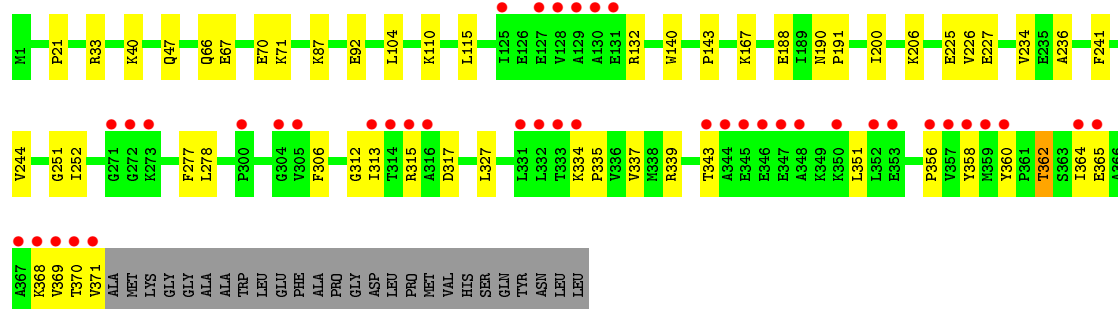 M1 P21 R33 K40 Q47 Q66 E67 E70 K71 K87 E92 L104 K110 L115 I125 E126 E127 V128 A129 A130 E131 R132 W140 P143 K167 E188 I189 N190 P191 I200 K206 E225 V226 E227 V234 E235 A236 F241
V244 G251 I252 G271 G272 K273 F277 L278 P300 G304 V305 F306 G312 I313 T314 R315 A316 D317 L327 L331 L332 T333 K334 P335 V336 V337 M338 R339 T343 A344 E345 E346 E347 A348 K349 K350 L351 L352 E353 P356 V357 Y358 M359 Y360 P361 T362 S363 I364 E365 A366
A367 K368 V369 T370 V371 ALA MET LYS GLY GLY ALA ALA TRP LEU GLU PHE ALA PRO GLY ASP LEU PRO MET VAL HIS SER GLN TYR ASN LEU LEU